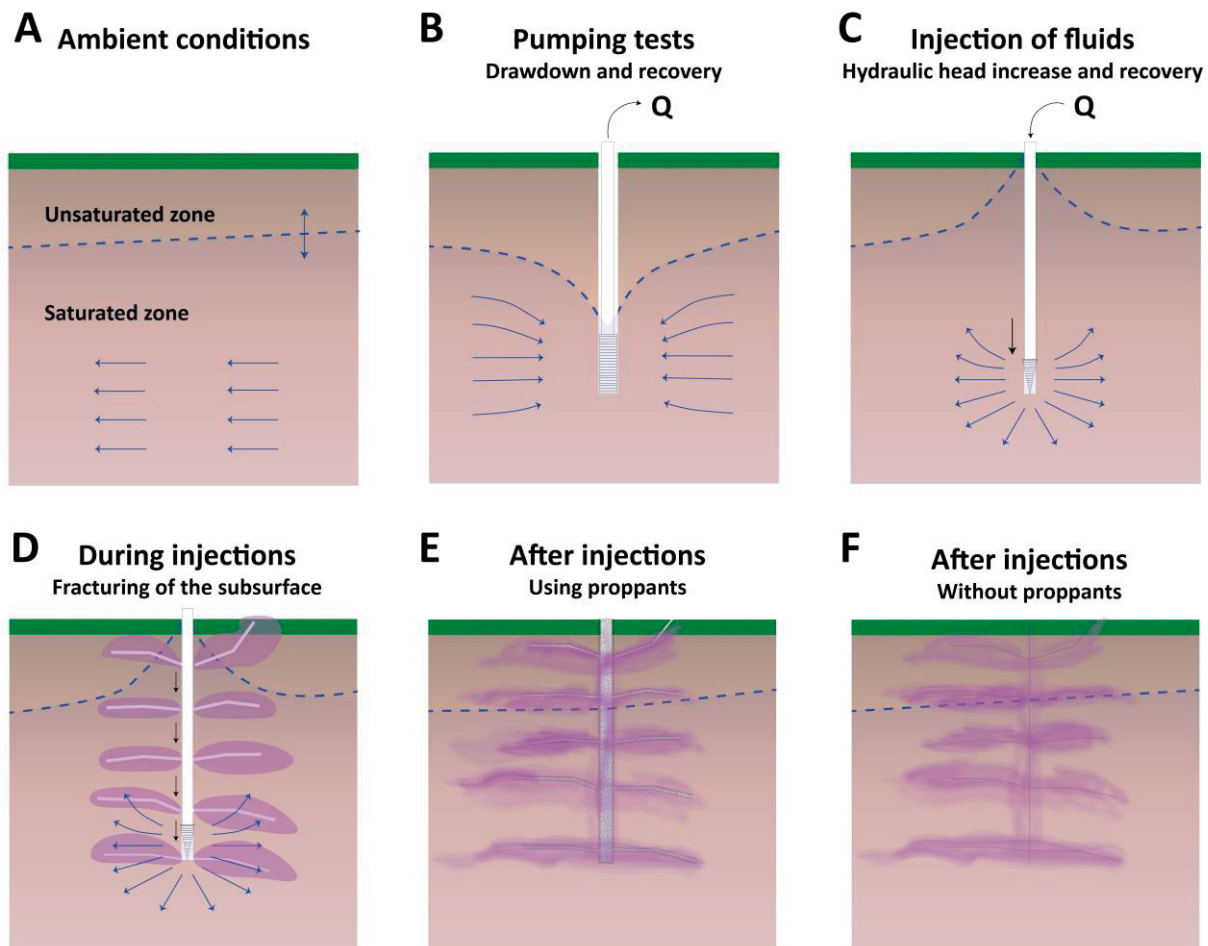 A Ambient conditions
Unsaturated zone
Saturated zone
B Pumping tests
Drawdown and recovery
Q
C Injection of fluids
Hydraulic head increase and recovery
Q
D During injections
Fracturing of the subsurface
E After injections
Using proppants
F After injections
Without proppants